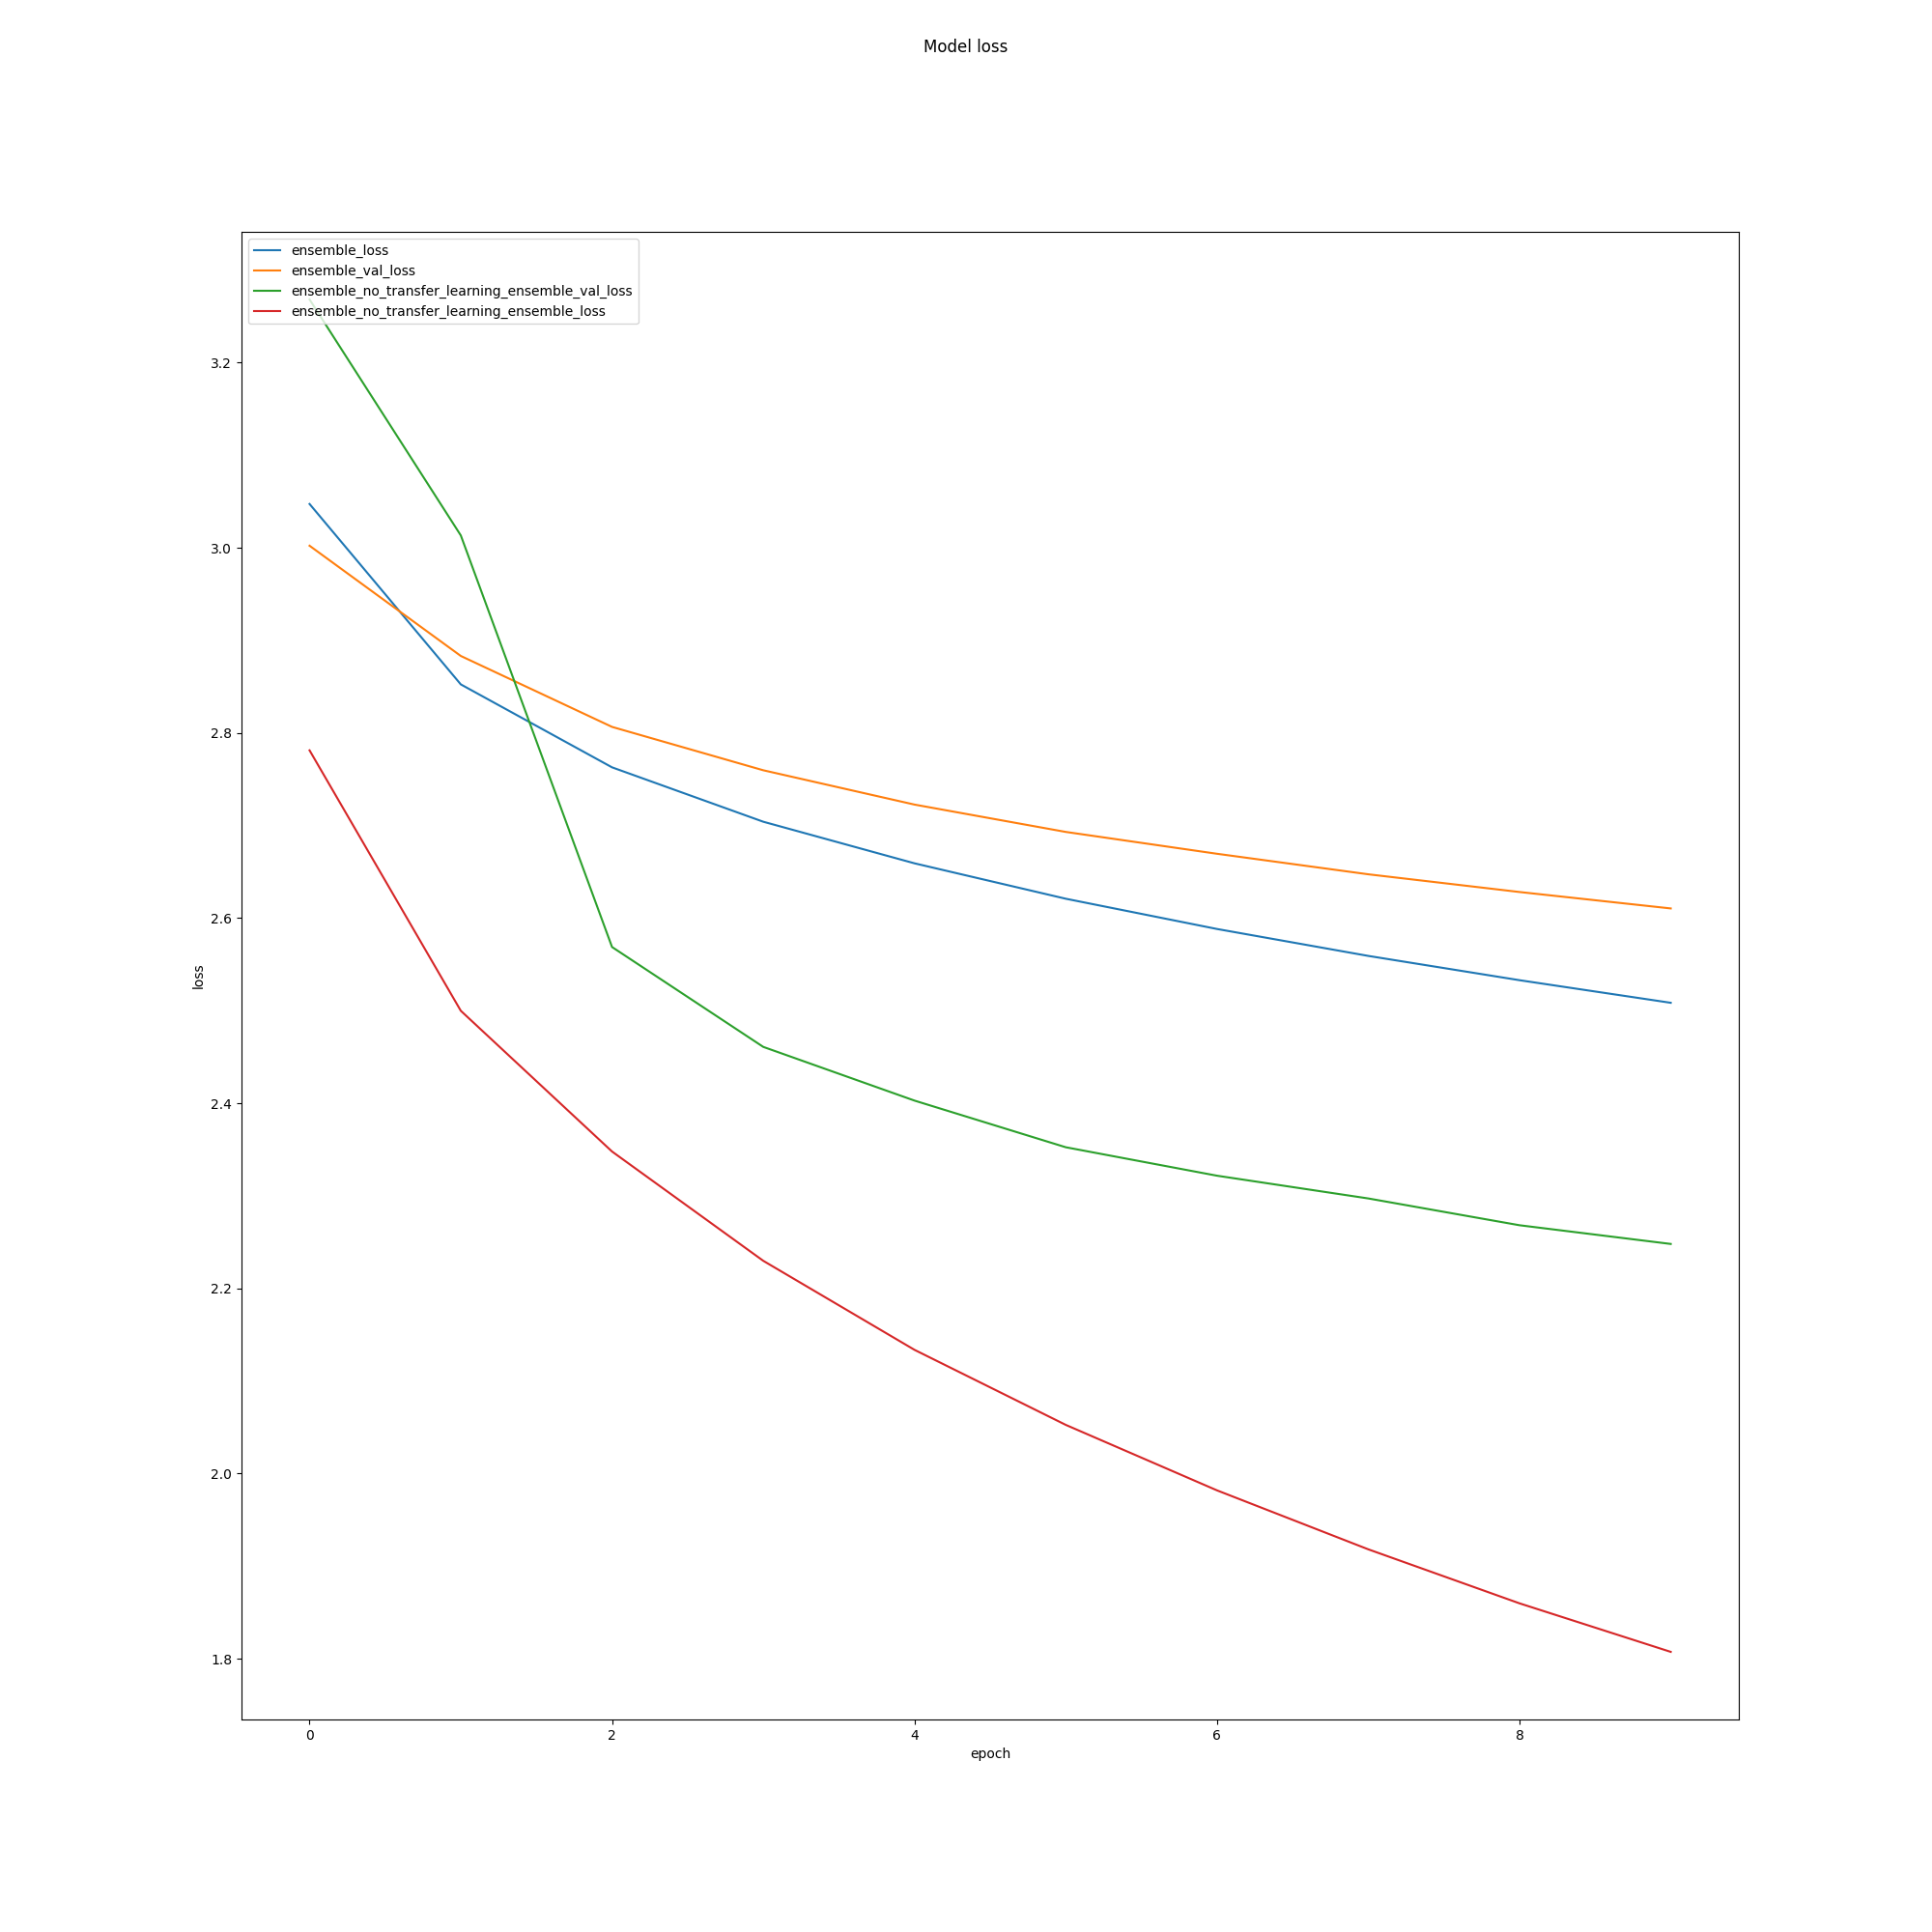 Model loss
ensemble_loss
ensemble_val_loss
ensemble_no_transfer_learning_ensemble_val_loss
ensemble_no_transfer_learning_ensemble_loss
3.2
3.0
2.8
2.6
2.4
2.2
2.0
1.8
loss
0 2 4 6 8
epoch